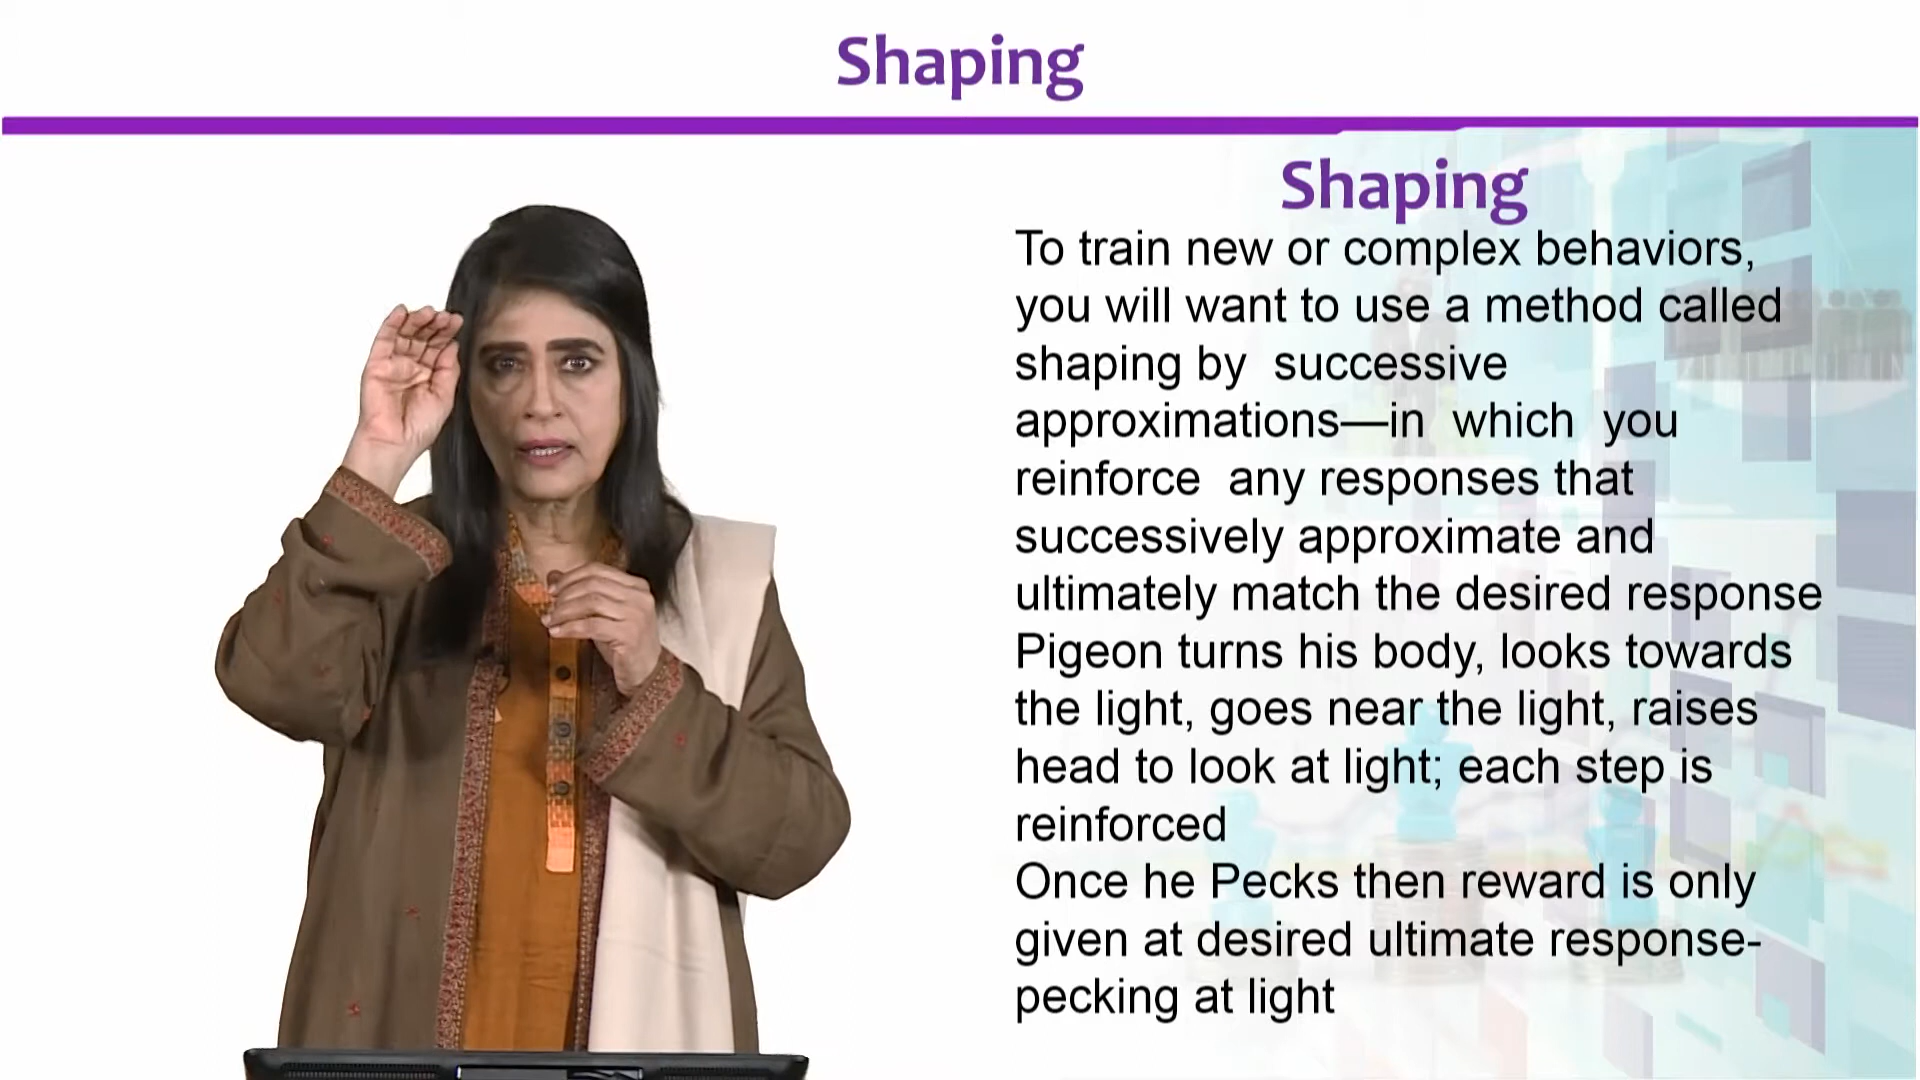 Shaping
Shaping
To train new or complex behaviors,
you will want to use a method called
shaping by  successive
approximations—in  which  you
reinforce  any responses that
successively approximate and
ultimately match the desired response
Pigeon turns his body, looks towards
the light, goes near the light, raises
head to look at light; each step is
reinforced
Once he Pecks then reward is only
given at desired ultimate response-
pecking at light